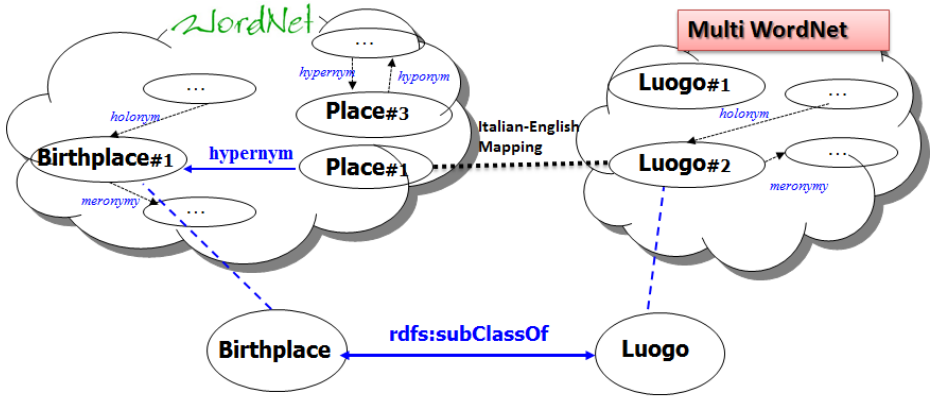 WordNet
Multi WordNet
...
hypernym
hyponym
...
holonym
Place#3
Birthplace#1
hypernym
Place#1
meronymy
...
Italian-English
Mapping
Luogo#1
...
holonym
Luogo#2
...
meronymy
Birthplace
rdfs:subClassOf
Luogo